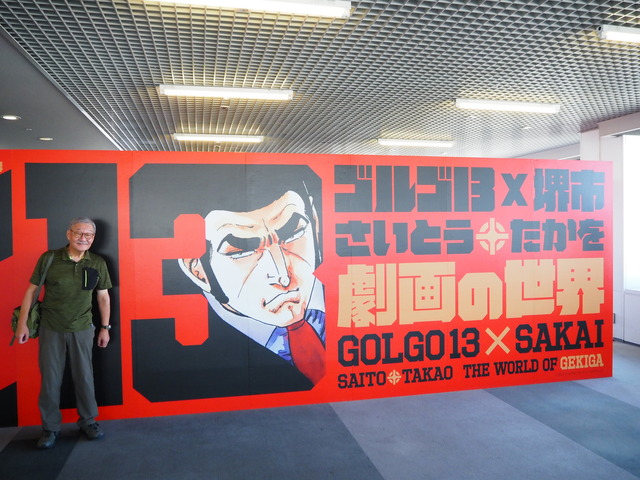 13
ゴルゴ13×堺市
さいとう たかを
劇画の世界
GOLGO13×SAKAI
SAITO TAKAO THE WORLD OF GEKIGA